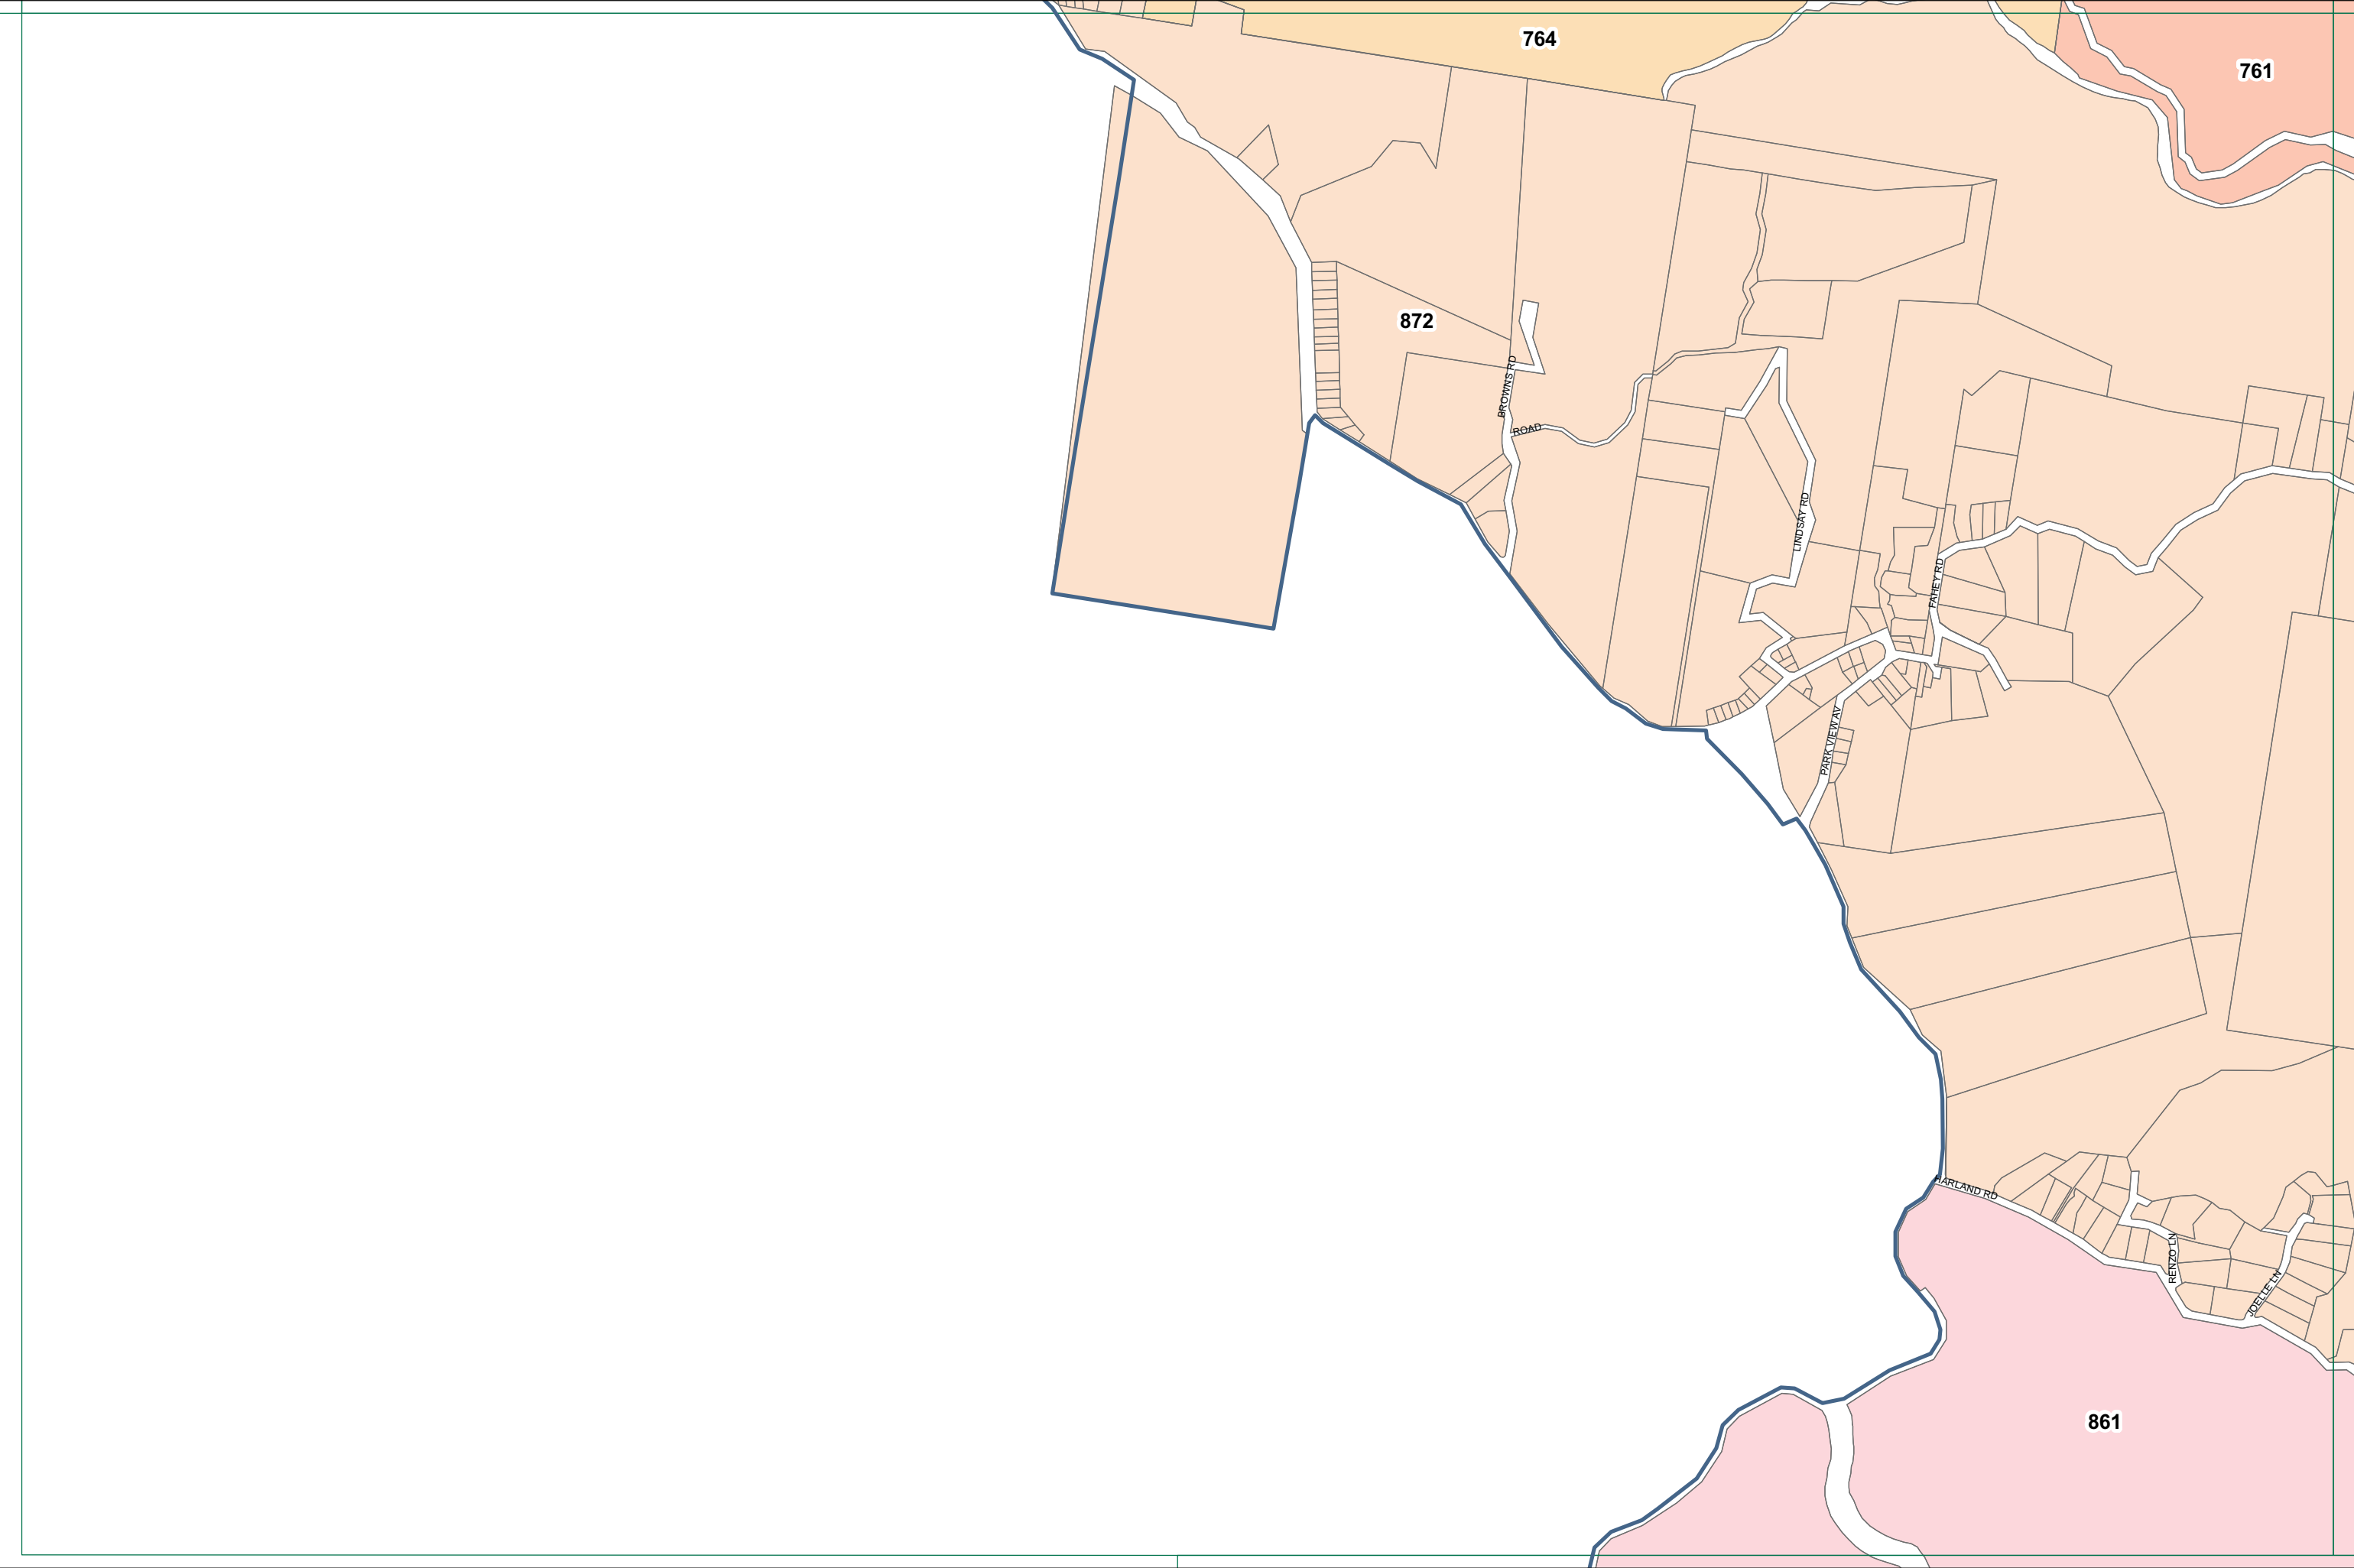 764
761
872
BROWNS RD
ROAD
LINDSAY RD
FAHEY RD
PARK VIEW AV
HARLAND RD
RENZO LN
JOELLE LN
861